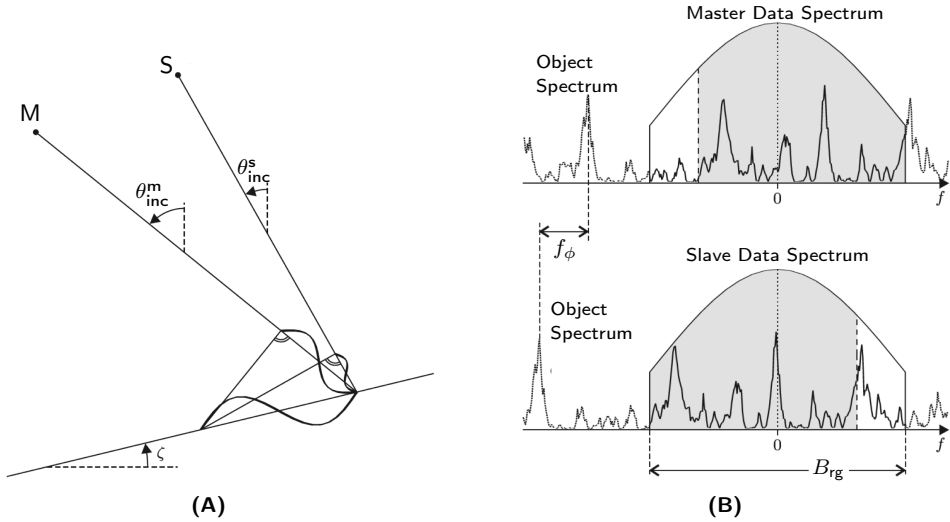 S
M
θ^s_inc
θ^m_inc
ζ
(A)
Master Data Spectrum
Object
Spectrum
0
f
f_ϕ
Slave Data Spectrum
Object
Spectrum
0
f
B_rg
(B)